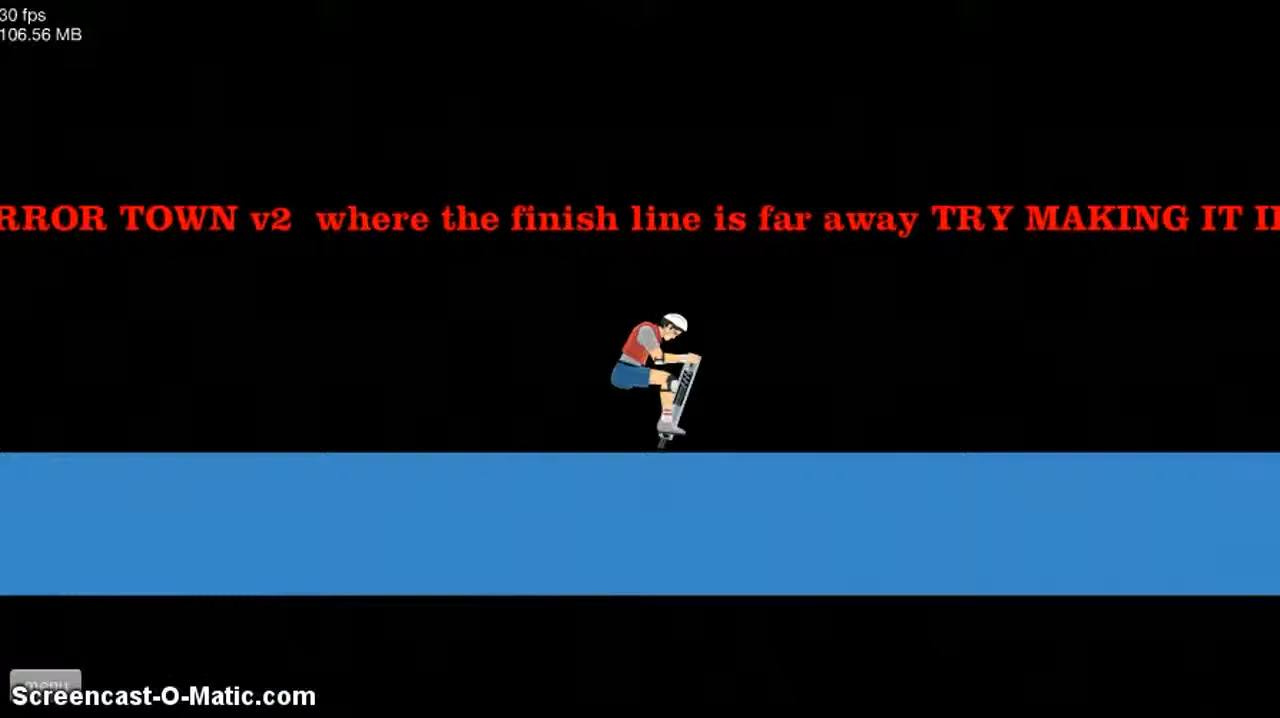 30 fps
106.56 MB
RROR TOWN v2  where the finish line is far away TRY MAKING IT I
menu
Screencast-O-Matic.com